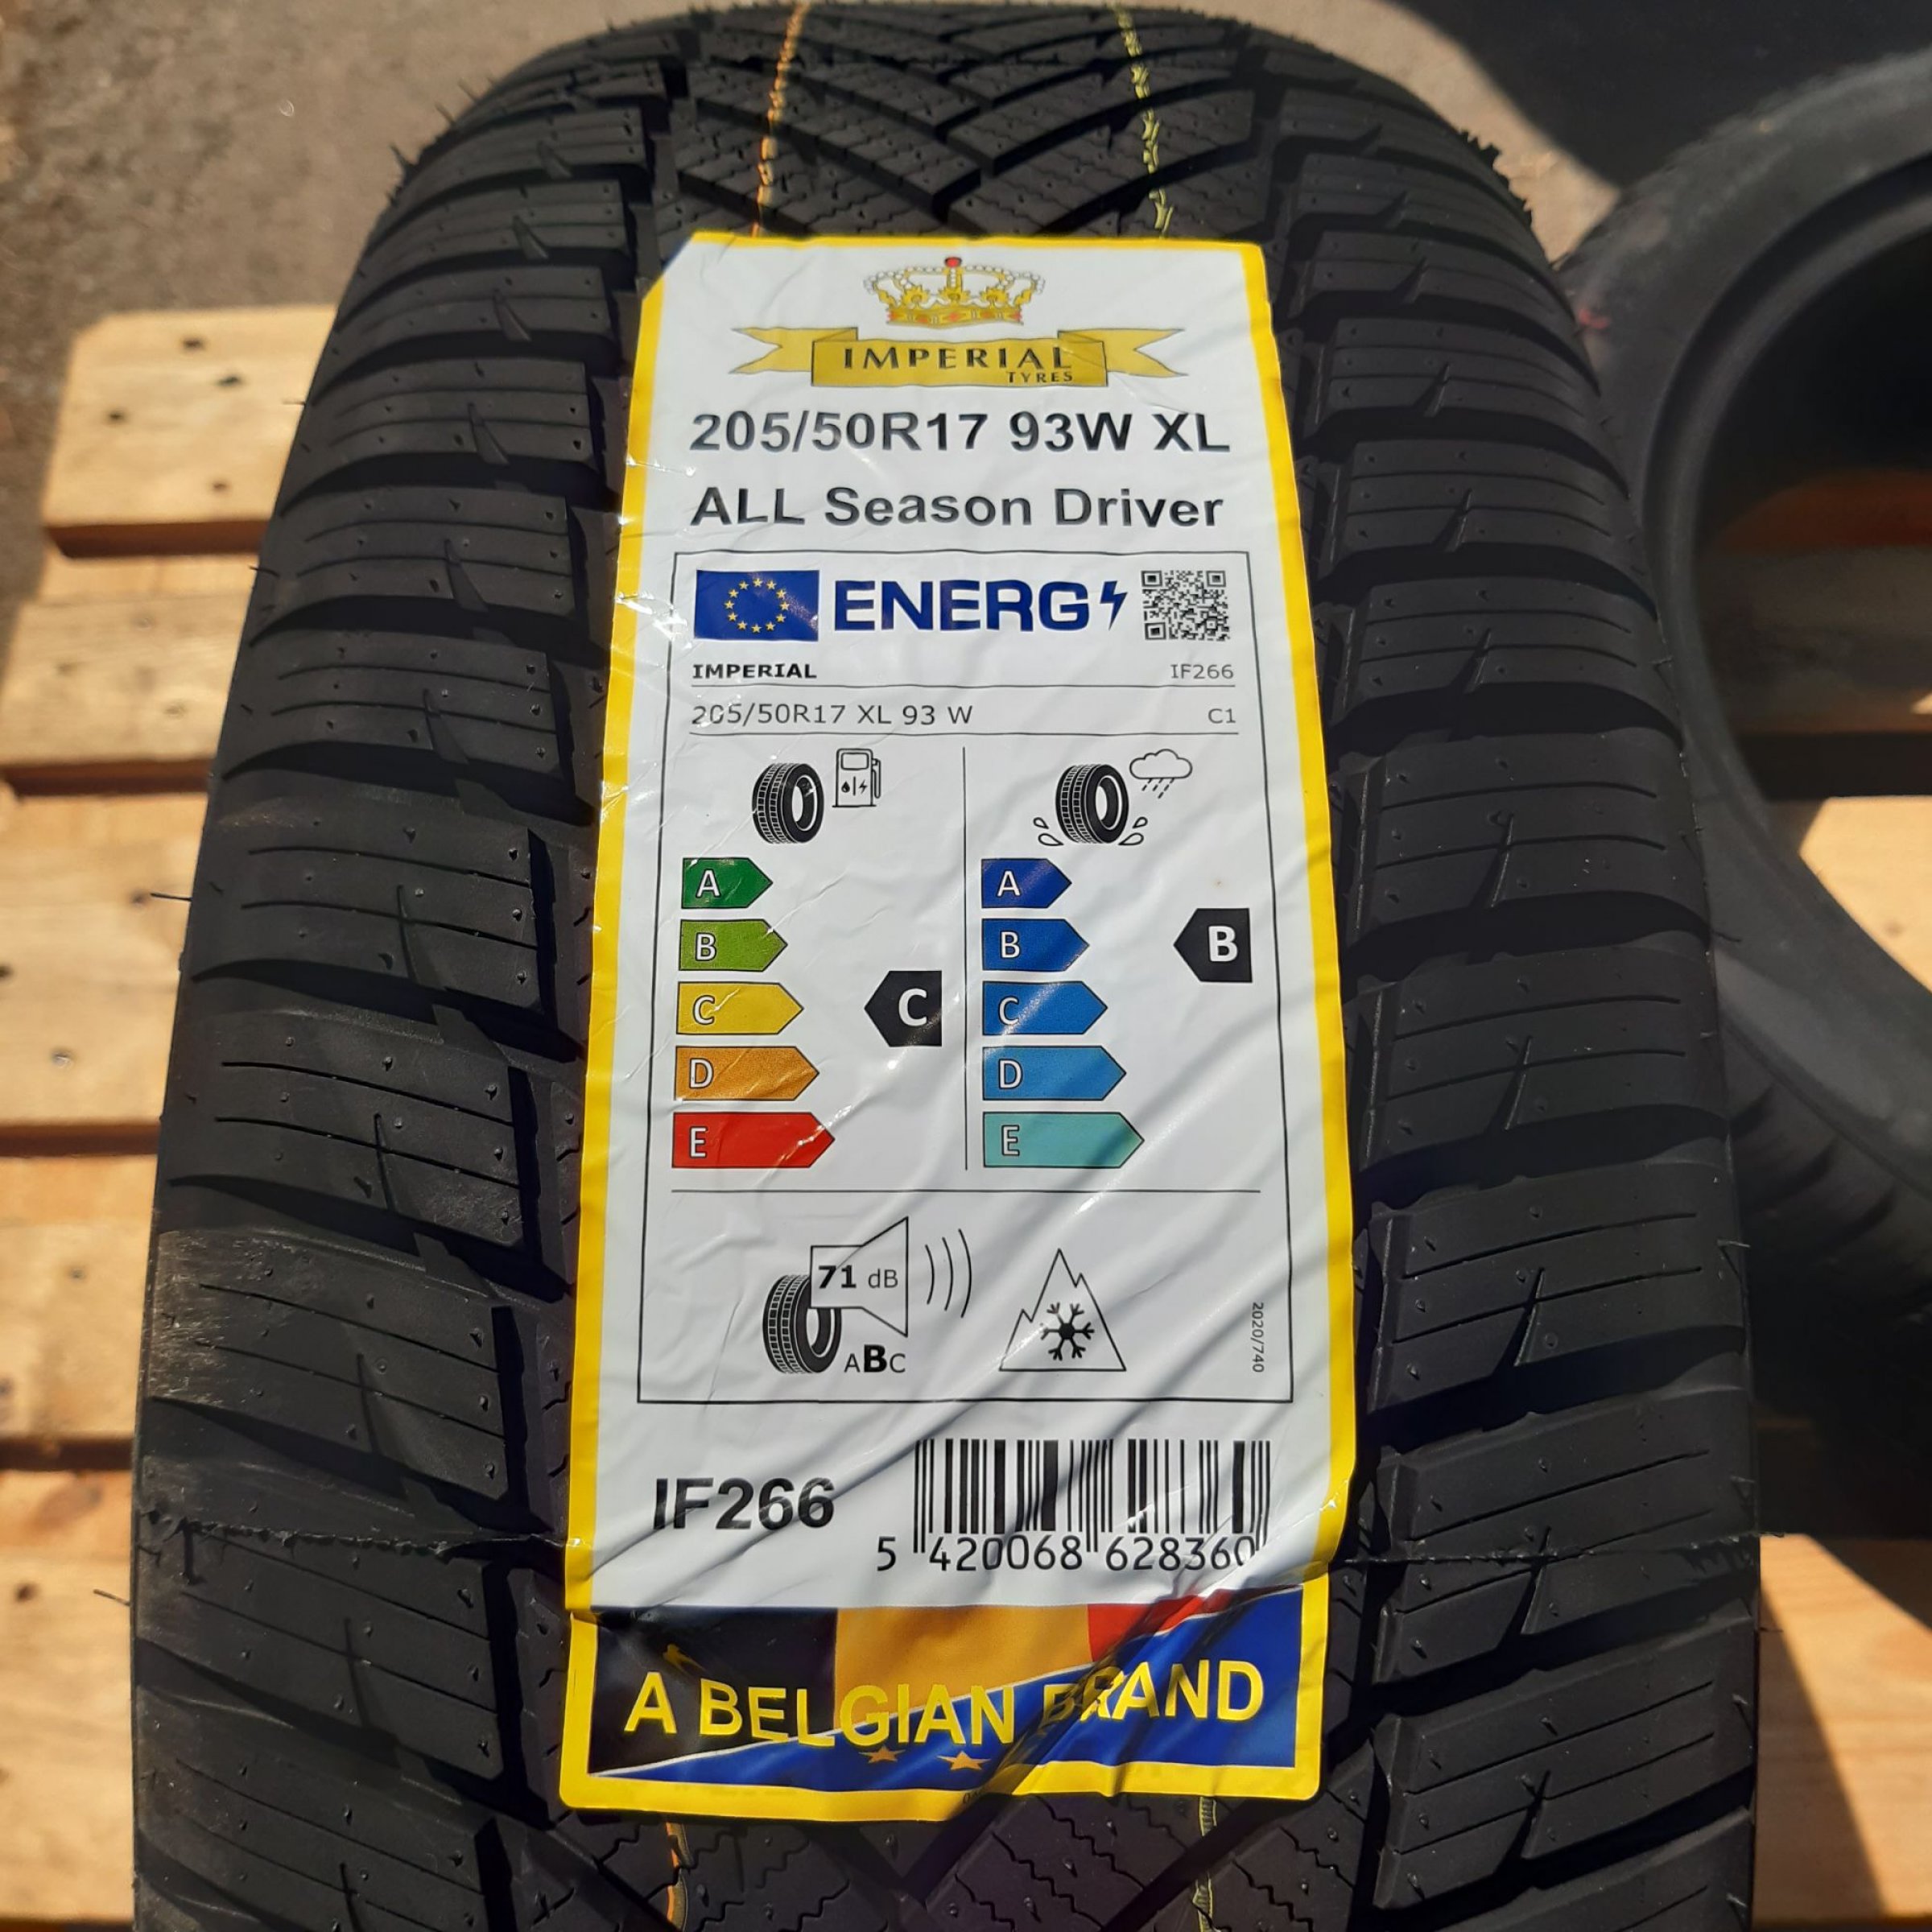 IMPERIAL
TYRES
205/50R17 93W XL
ALL Season Driver
ENERG
IMPERIAL IF266
205/50R17 XL 93 W C1
A A
B B B
C C C
D D
E E
71 dB
ABC
2020/740
IF266
5 420068 628360
A BELGIAN BRAND